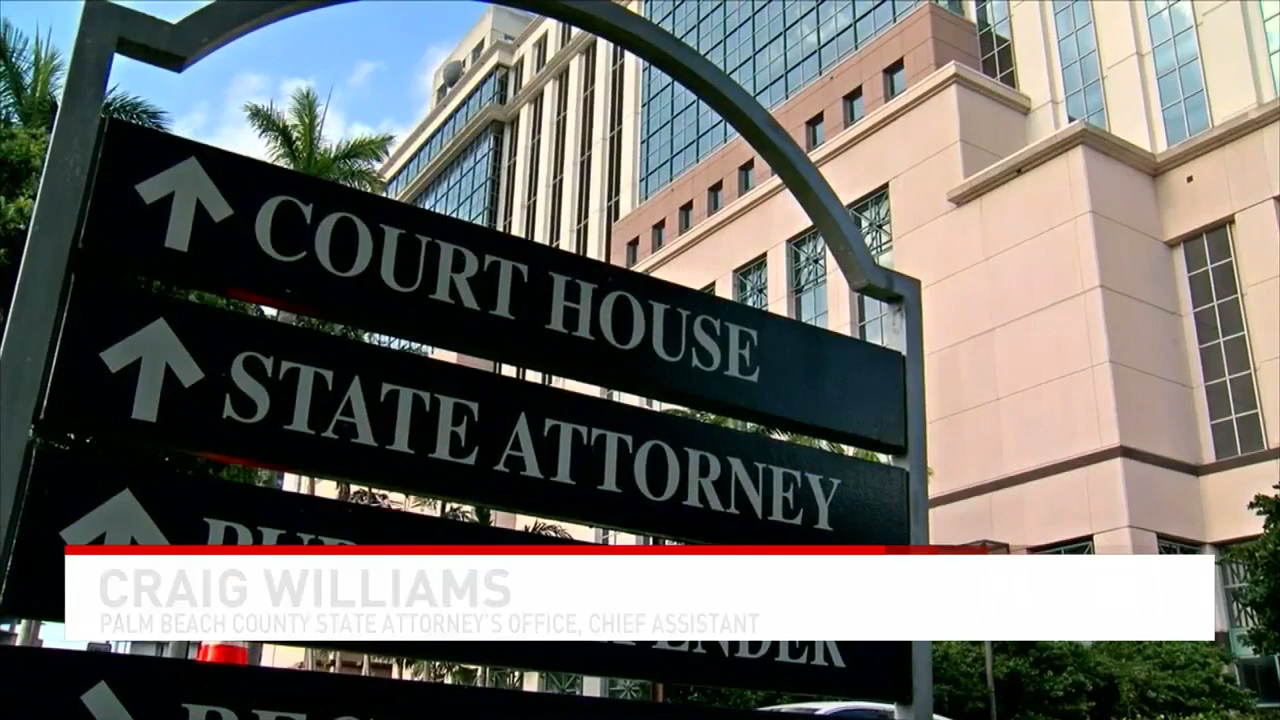 COURT HOUSE
STATE ATTORNEY
CRAIG WILLIAMS
PALM BEACH COUNTY STATE ATTORNEY'S OFFICE, CHIEF ASSISTANT